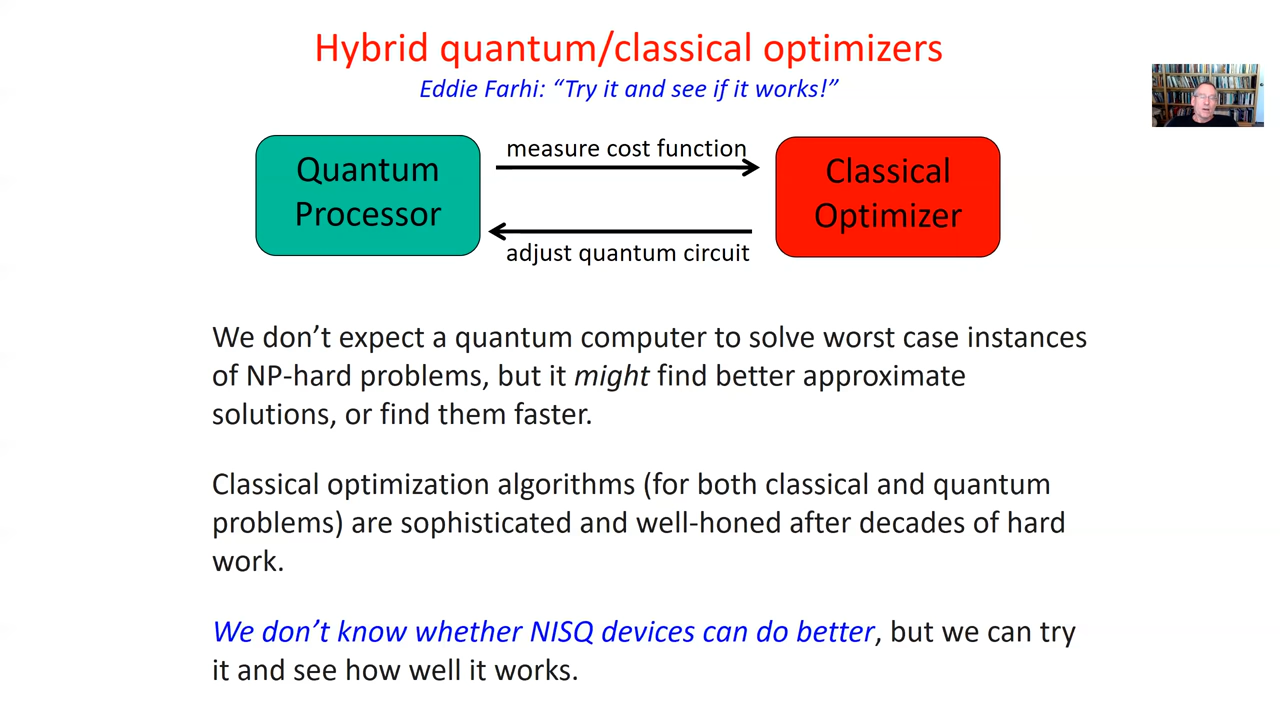 Hybrid quantum/classical optimizers
Eddie Farhi: “Try it and see if it works!”
Quantum
Processor
measure cost function
adjust quantum circuit
Classical
Optimizer
We don’t expect a quantum computer to solve worst case instances
of NP-hard problems, but it might find better approximate
solutions, or find them faster.
Classical optimization algorithms (for both classical and quantum
problems) are sophisticated and well-honed after decades of hard
work.
We don’t know whether NISQ devices can do better, but we can try
it and see how well it works.